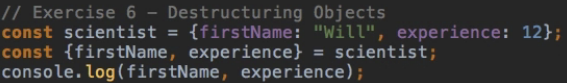 // Exercise 6 – Destructuring Objects
const scientist = {firstName: "Will", experience: 12};
const {firstName, experience} = scientist;
console.log(firstName, experience);